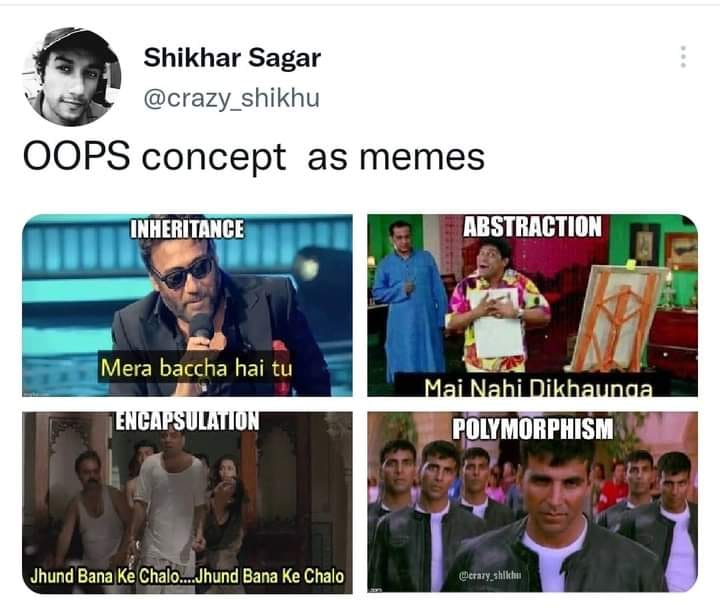 Shikhar Sagar
@crazy_shikhu
OOPS concept as memes
INHERITANCE
Mera baccha hai tu
ABSTRACTION
Mai Nahi Dikhaunga
ENCAPSULATION
Jhund Bana Ke Chalo....Jhund Bana Ke Chalo
POLYMORPHISM
@crazy_shikhu